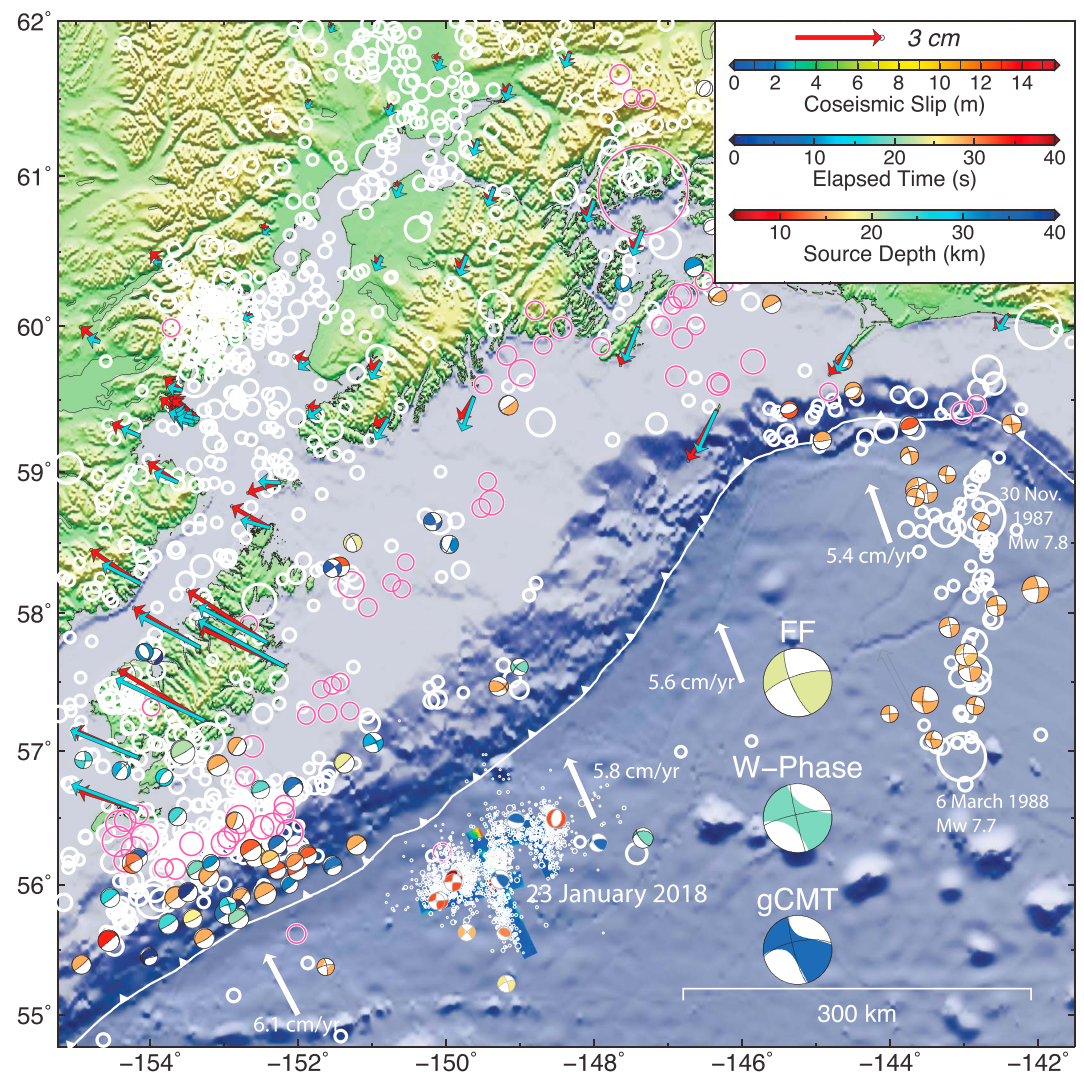 62°
61°
60°
59°
58°
57°
56°
55°
3 cm
0 2 4 6 8 10 12 14
Coseismic Slip (m)
0 10 20 30 40
Elapsed Time (s)
10 20 30 40
Source Depth (km)
30 Nov.
1987
Mw 7.8
5.4 cm/yr
FF
5.6 cm/yr
W−Phase
5.8 cm/yr
6 March 1988
Mw 7.7
23 January 2018
gCMT
6.1 cm/yr
300 km
−154° −152° −150° −148° −146° −144° −142°